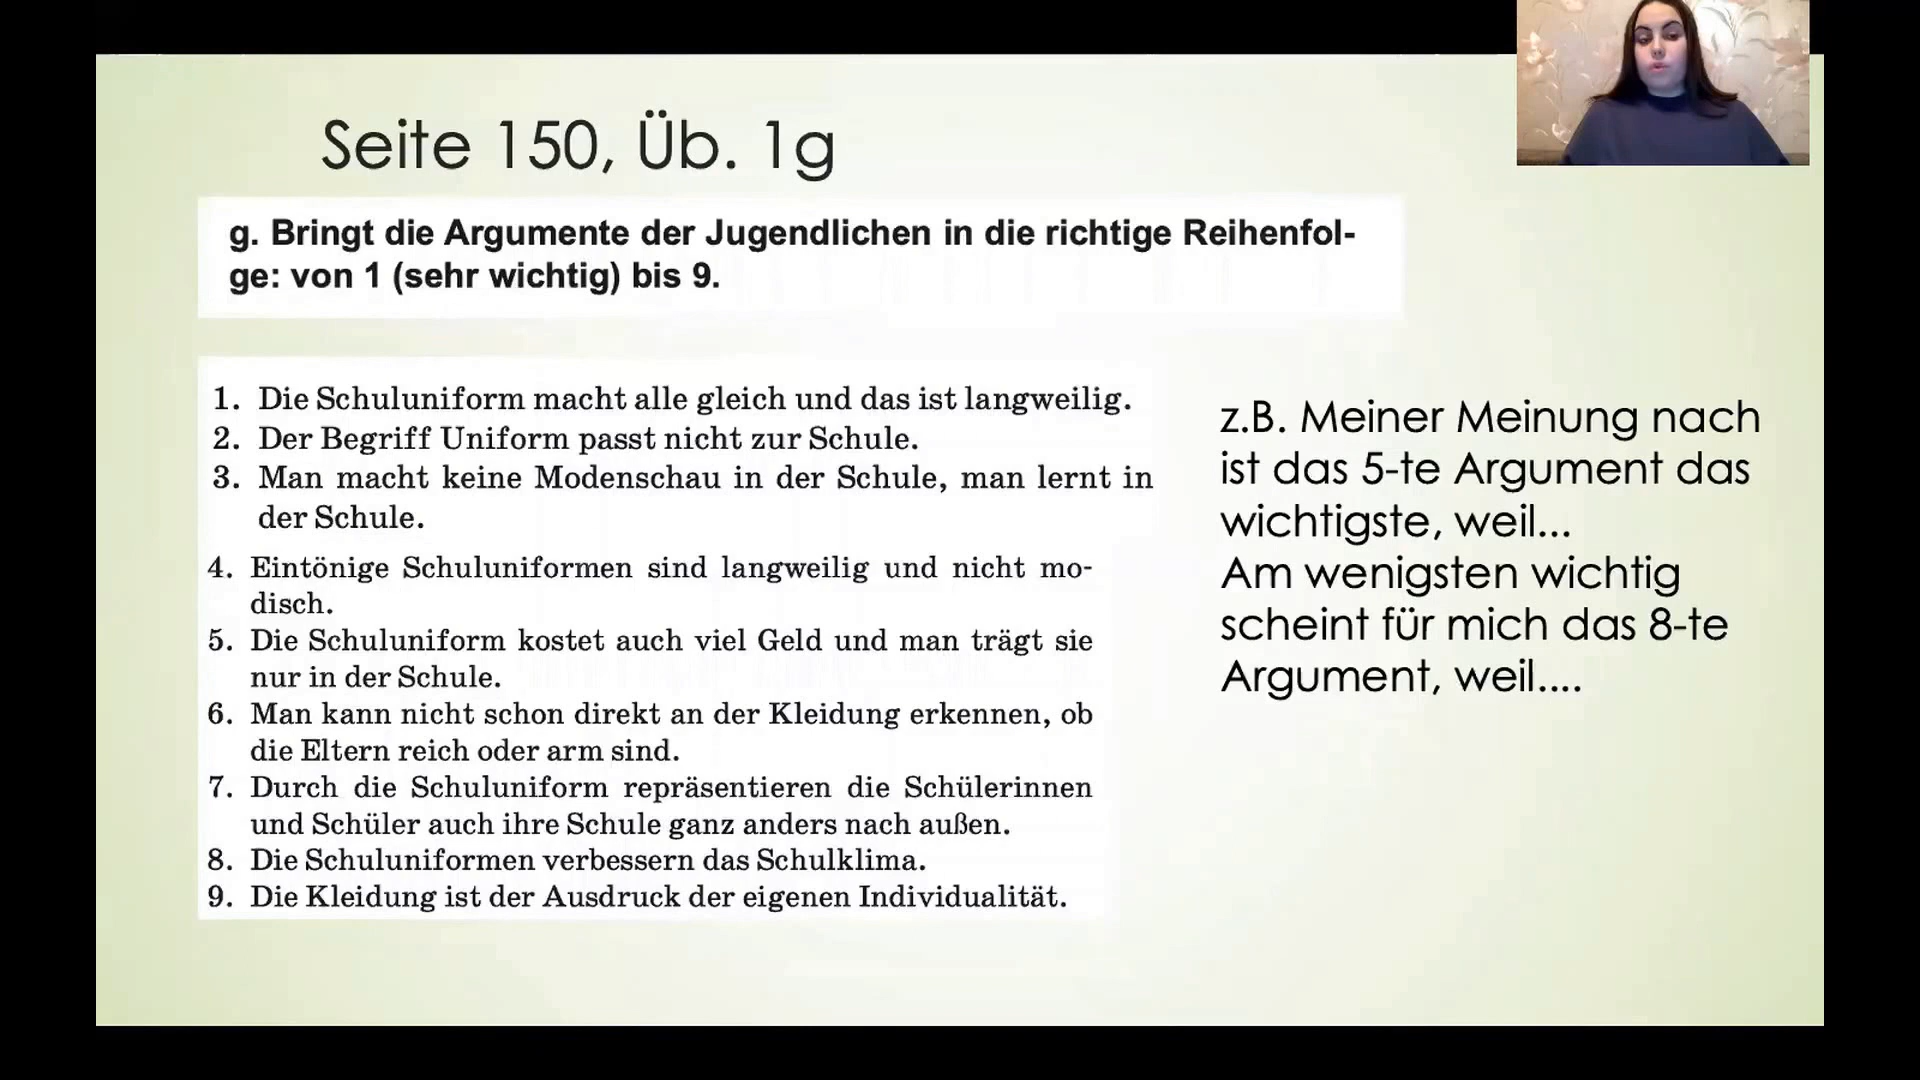 Seite 150, Üb. 1g
g. Bringt die Argumente der Jugendlichen in die richtige Reihenfol-
ge: von 1 (sehr wichtig) bis 9.
1. Die Schuluniform macht alle gleich und das ist langweilig.
2. Der Begriff Uniform passt nicht zur Schule.
3. Man macht keine Modenschau in der Schule, man lernt in
der Schule.
4. Eintönige Schuluniformen sind langweilig und nicht mo-
disch.
5. Die Schuluniform kostet auch viel Geld und man trägt sie
nur in der Schule.
6. Man kann nicht schon direkt an der Kleidung erkennen, ob
die Eltern reich oder arm sind.
7. Durch die Schuluniform repräsentieren die Schülerinnen
und Schüler auch ihre Schule ganz anders nach außen.
8. Die Schuluniformen verbessern das Schulklima.
9. Die Kleidung ist der Ausdruck der eigenen Individualität.
z.B. Meiner Meinung nach
ist das 5-te Argument das
wichtigste, weil...
Am wenigsten wichtig
scheint für mich das 8-te
Argument, weil....